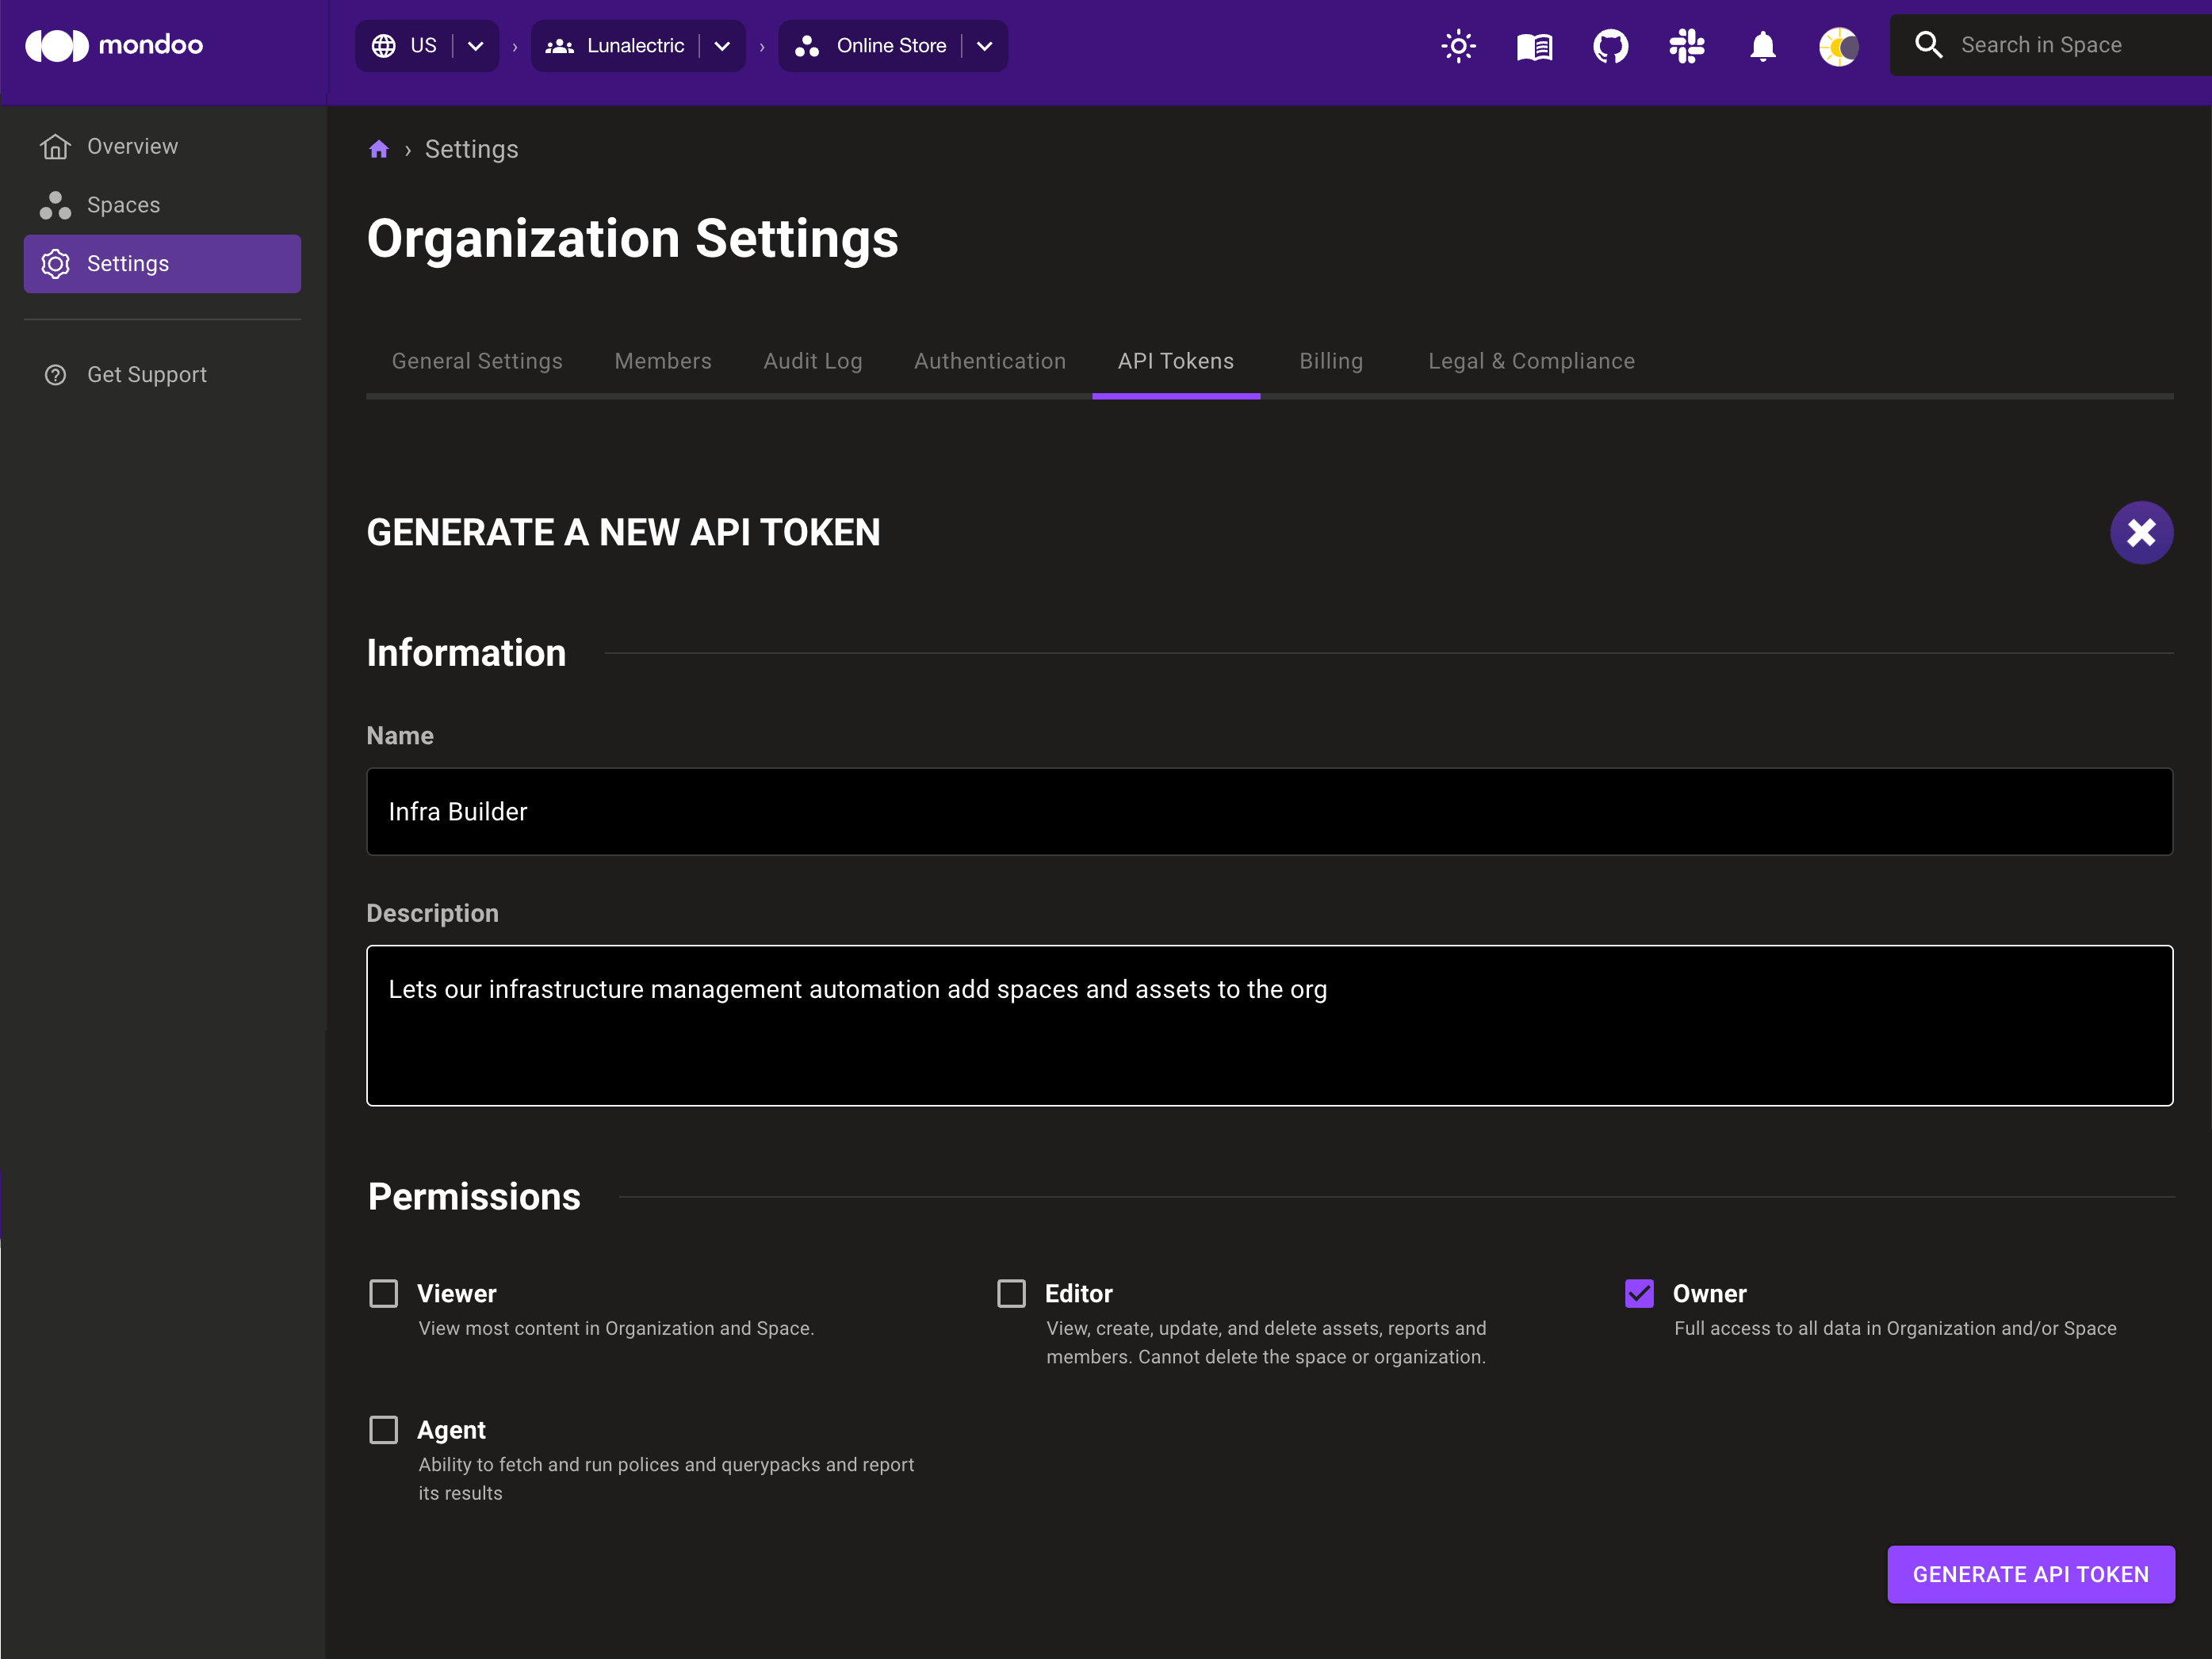 mondoo
US
Lunalectric
Online Store
Search in Space
Overview
Spaces
Settings
Get Support
Settings
Organization Settings
General Settings
Members
Audit Log
Authentication
API Tokens
Billing
Legal & Compliance
GENERATE A NEW API TOKEN
Information
Name
Infra Builder
Description
Lets our infrastructure management automation add spaces and assets to the org
Permissions
Viewer
View most content in Organization and Space.
Editor
View, create, update, and delete assets, reports and
members. Cannot delete the space or organization.
Owner
Full access to all data in Organization and/or Space
Agent
Ability to fetch and run polices and querypacks and report
its results
GENERATE API TOKEN